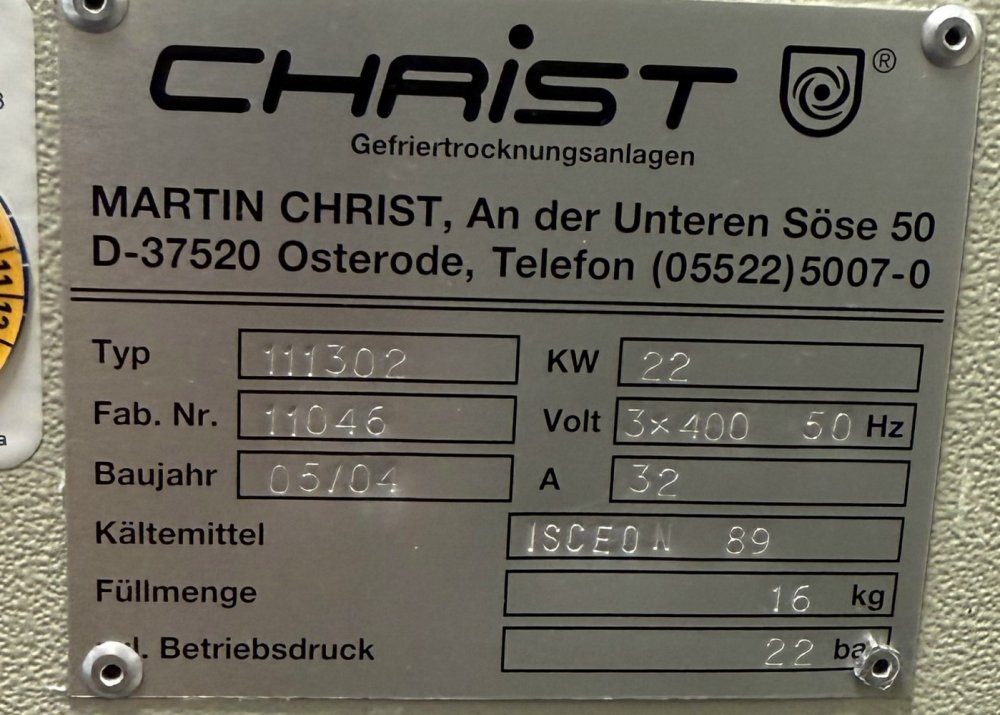 CHRIST ®
Gefriertrocknungsanlagen
MARTIN CHRIST, An der Unteren Söse 50
D-37520 Osterode, Telefon (05522)5007-0
Typ 111302 KW 22
Fab. Nr. 11046 Volt 3×400 50 Hz
Baujahr 05/04 A 32
Kältemittel ISCEON 89
Füllmenge 16 kg
Betriebsdruck 22
11 12